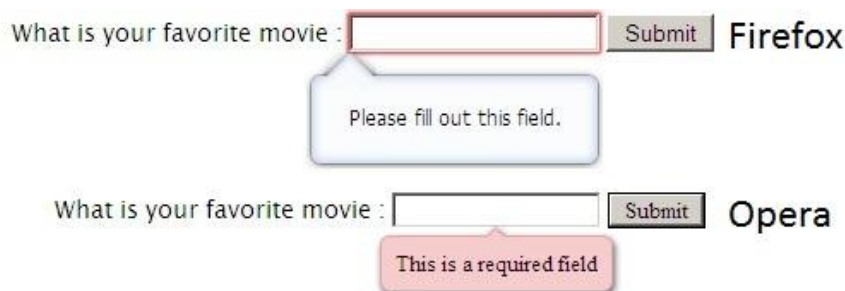 What is your favorite movie : Submit Firefox
Please fill out this field.
What is your favorite movie : Submit Opera
This is a required field